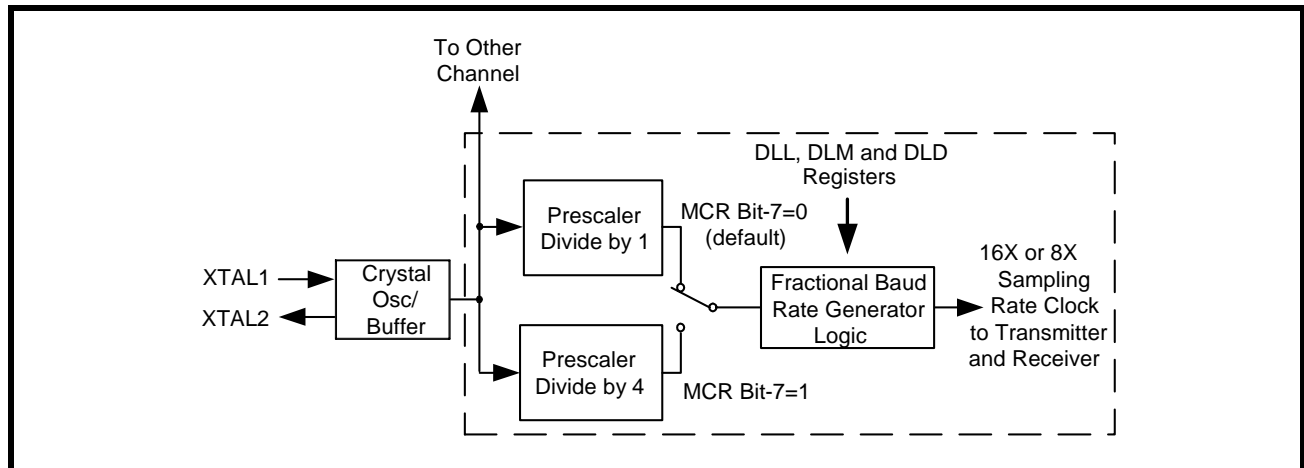 To Other
Channel
DLL, DLM and DLD
Registers
Prescaler
Divide by 1
MCR Bit-7=0
(default)
XTAL1
XTAL2
Crystal
Osc/
Buffer
Fractional Baud
Rate Generator
Logic
16X or 8X
Sampling
Rate Clock
to Transmitter
and Receiver
Prescaler
Divide by 4
MCR Bit-7=1